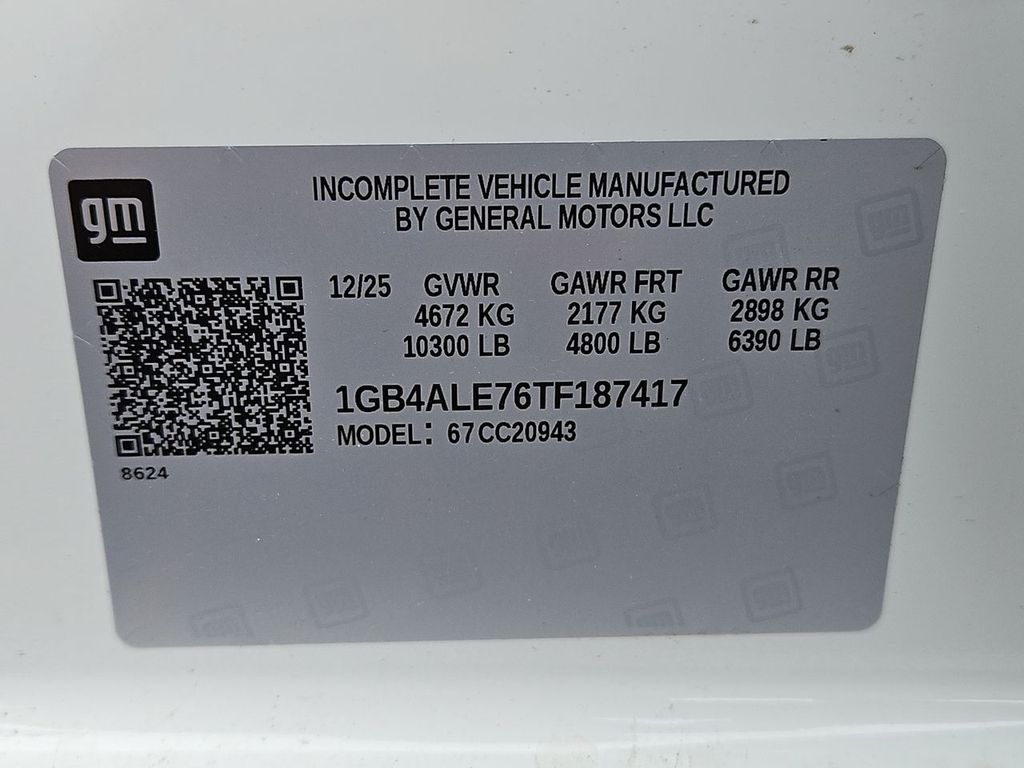 gm
INCOMPLETE VEHICLE MANUFACTURED
BY GENERAL MOTORS LLC
12/25 GVWR GAWR FRT GAWR RR
4672 KG 2177 KG 2898 KG
10300 LB 4800 LB 6390 LB
1GB4ALE76TF187417
MODEL: 67CC20943
8624